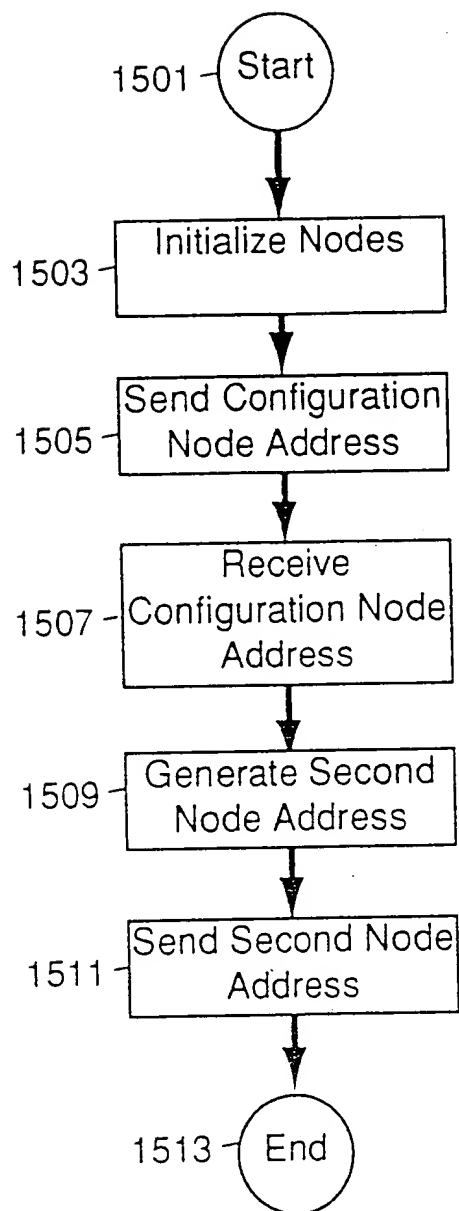 1501
Start
Initialize Nodes
1503
Send Configuration
1505
Node Address
Receive
1507
Configuration Node
Address
1509
Generate Second
Node Address
Send Second Node
1511
Address
1513
End